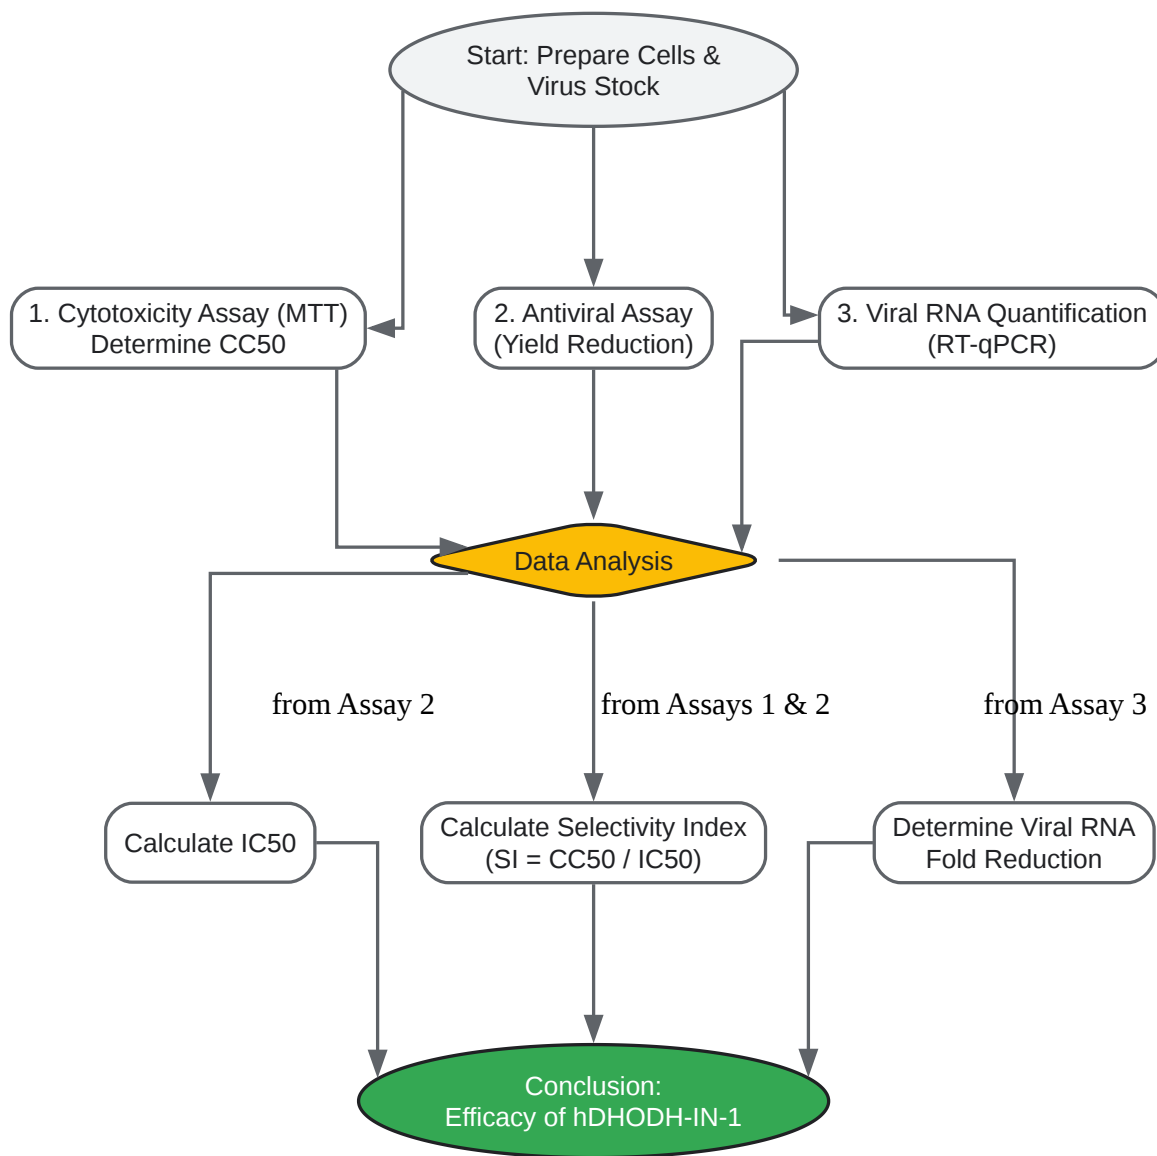 Start: Prepare Cells &
Virus Stock
1. Cytotoxicity Assay (MTT)
Determine CC50
2. Antiviral Assay
(Yield Reduction)
3. Viral RNA Quantification
(RT-qPCR)
Data Analysis
from Assay 2
from Assays 1 & 2
from Assay 3
Calculate IC50
Calculate Selectivity Index
(SI = CC50 / IC50)
Determine Viral RNA
Fold Reduction
Conclusion:
Efficacy of hDHODH-IN-1